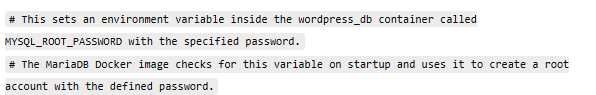 # This sets an environment variable inside the wordpress_db container called
MYSQL_ROOT_PASSWORD with the specified password.
# The MariaDB Docker image checks for this variable on startup and uses it to create a root
account with the defined password.